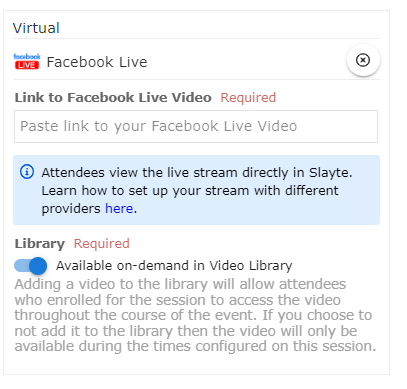 Virtual
facebook
LIVE
Facebook Live
Link to Facebook Live Video Required
Paste link to your Facebook Live Video
Attendees view the live stream directly in Slayte.
Learn how to set up your stream with different
providers here.
Library Required
Available on-demand in Video Library
Adding a video to the library will allow attendees
who enrolled for the session to access the video
throughout the course of the event. If you choose to
not add it to the library then the video will only be
available during the times configured on this session.